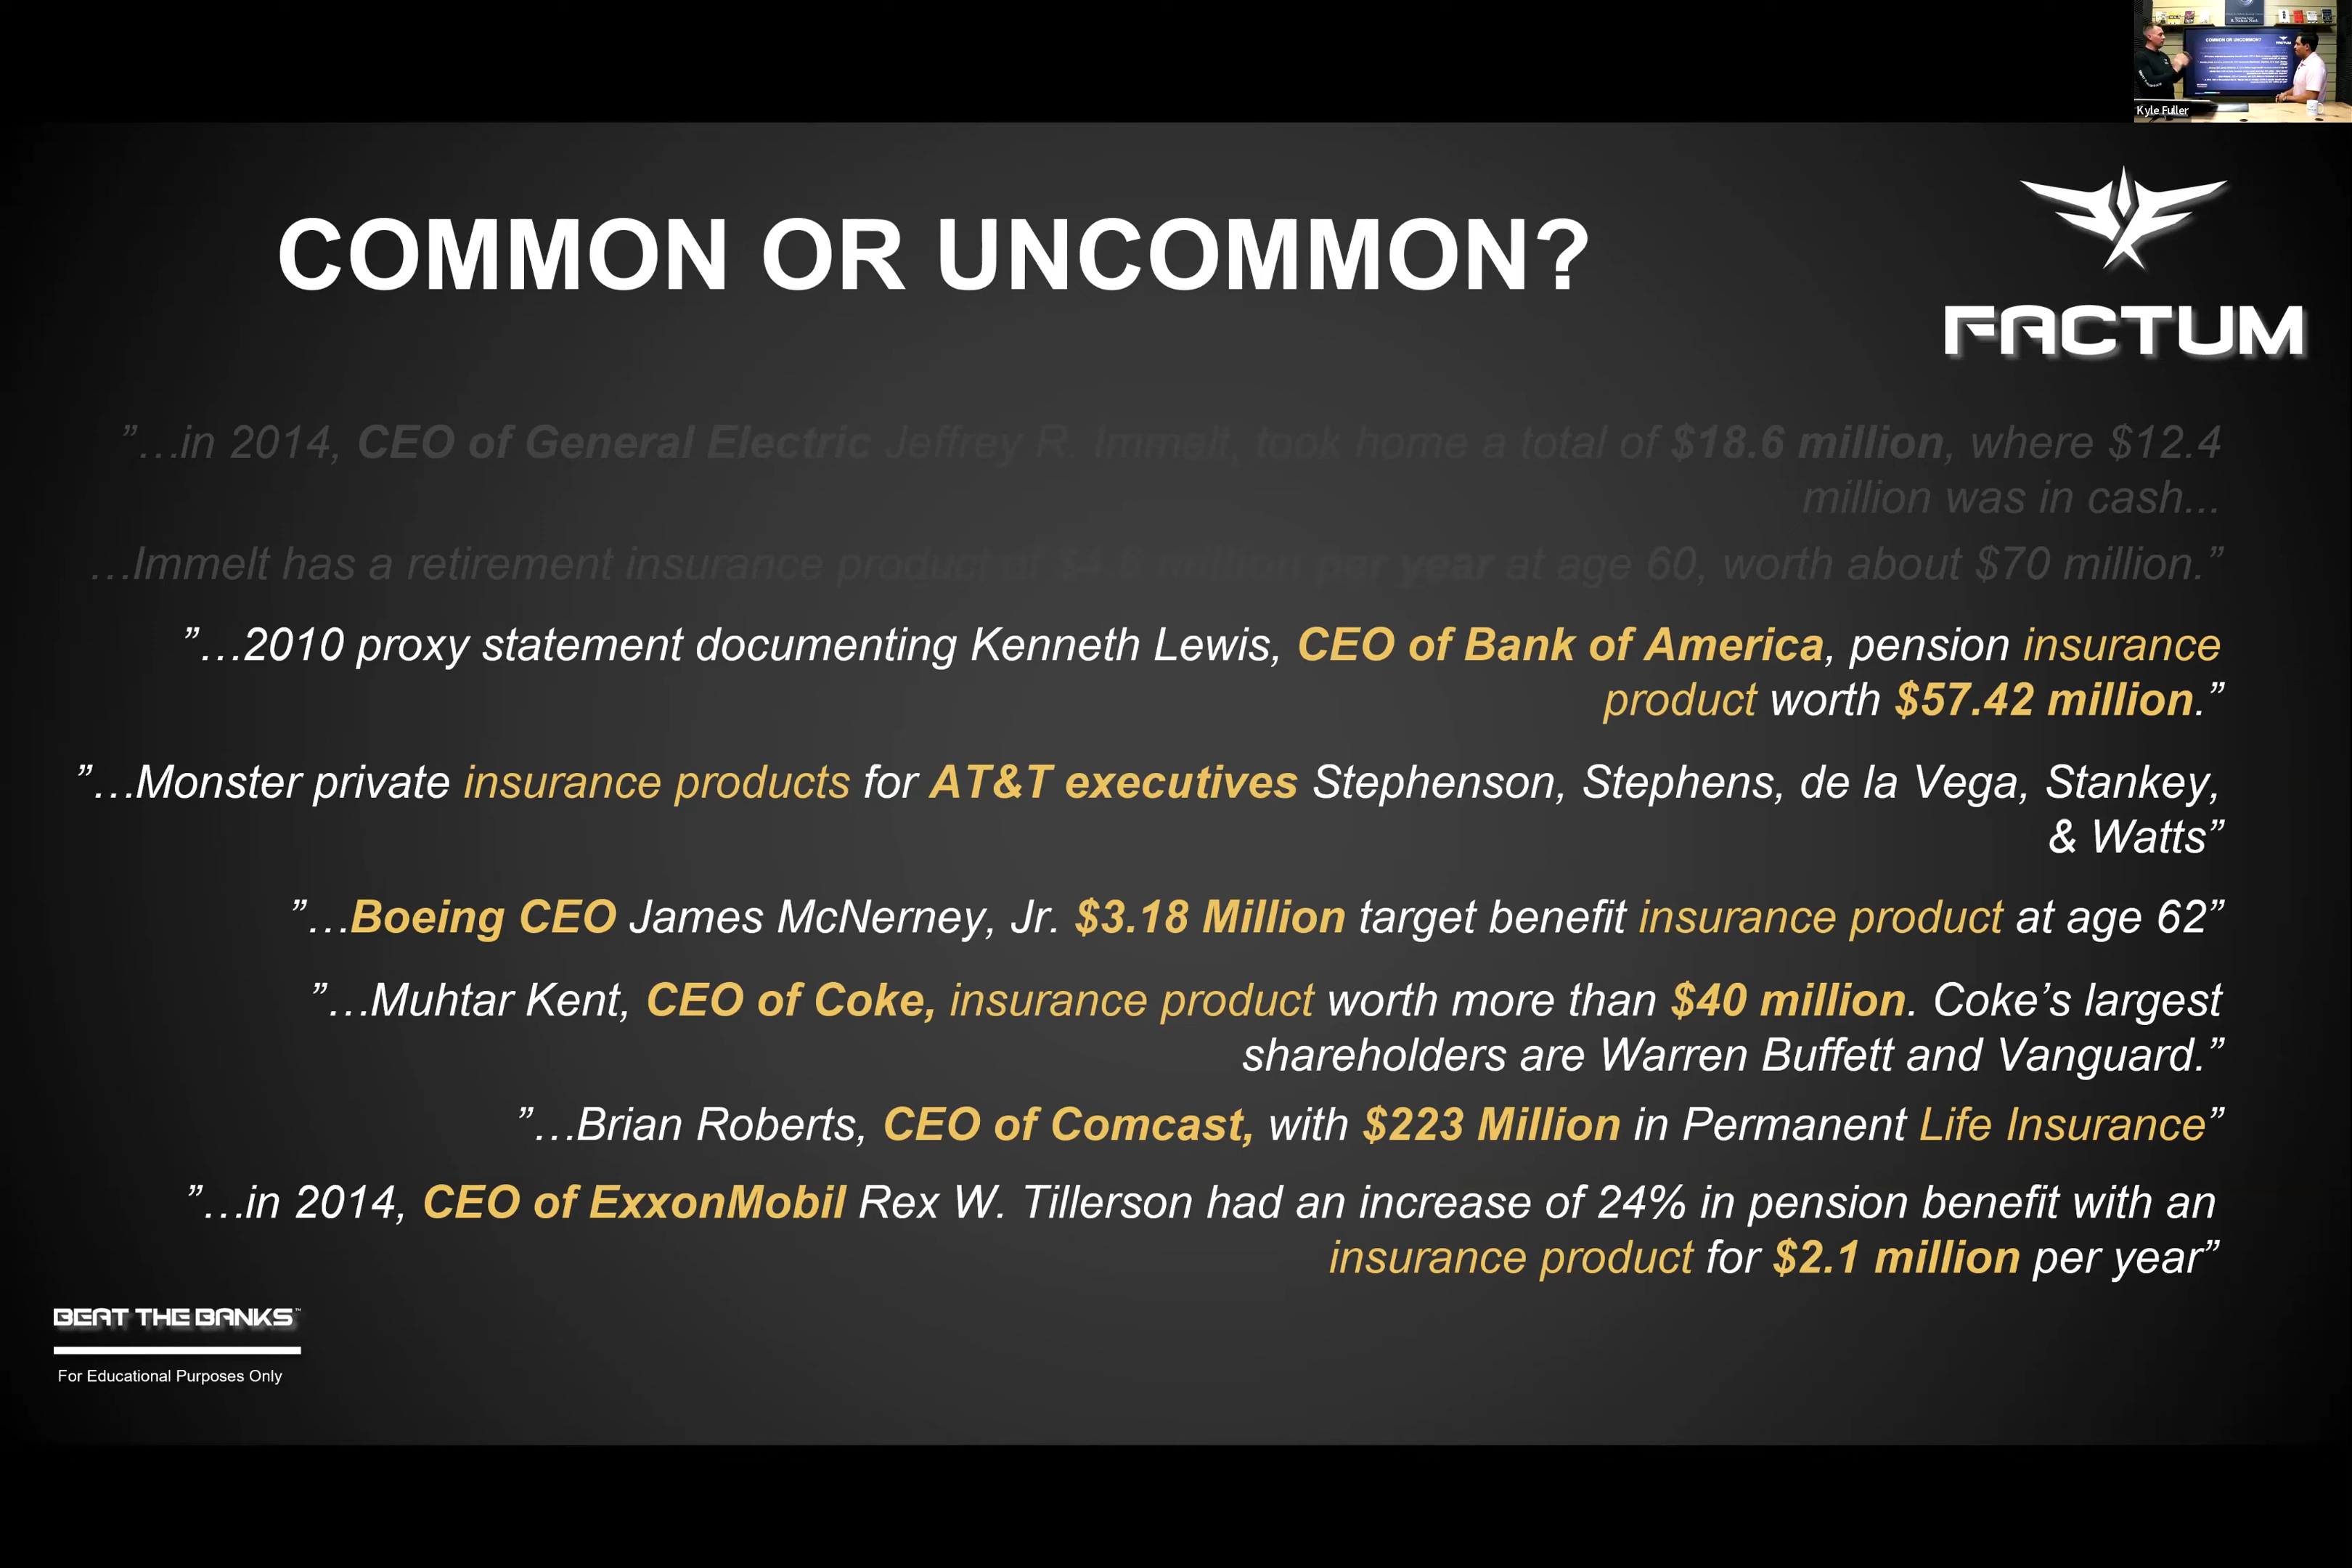 Kyle Fuller
COMMON OR UNCOMMON?
FACTUM
”…in 2014, CEO of General Electric Jeffrey R. Immelt, took home a total of $18.6 million, where $12.4
million was in cash...
…Immelt has a retirement insurance product of million per year at age 60, worth about $70 million.”
”…2010 proxy statement documenting Kenneth Lewis, CEO of Bank of America, pension insurance
product worth $57.42 million.”
”…Monster private insurance products for AT&T executives Stephenson, Stephens, de la Vega, Stankey,
& Watts”
”…Boeing CEO James McNerney, Jr. $3.18 Million target benefit insurance product at age 62”
”…Muhtar Kent, CEO of Coke, insurance product worth more than $40 million. Coke’s largest
shareholders are Warren Buffett and Vanguard.”
”…Brian Roberts, CEO of Comcast, with $223 Million in Permanent Life Insurance”
”…in 2014, CEO of ExxonMobil Rex W. Tillerson had an increase of 24% in pension benefit with an
insurance product for $2.1 million per year”
BEAT THE BANKS™
For Educational Purposes Only